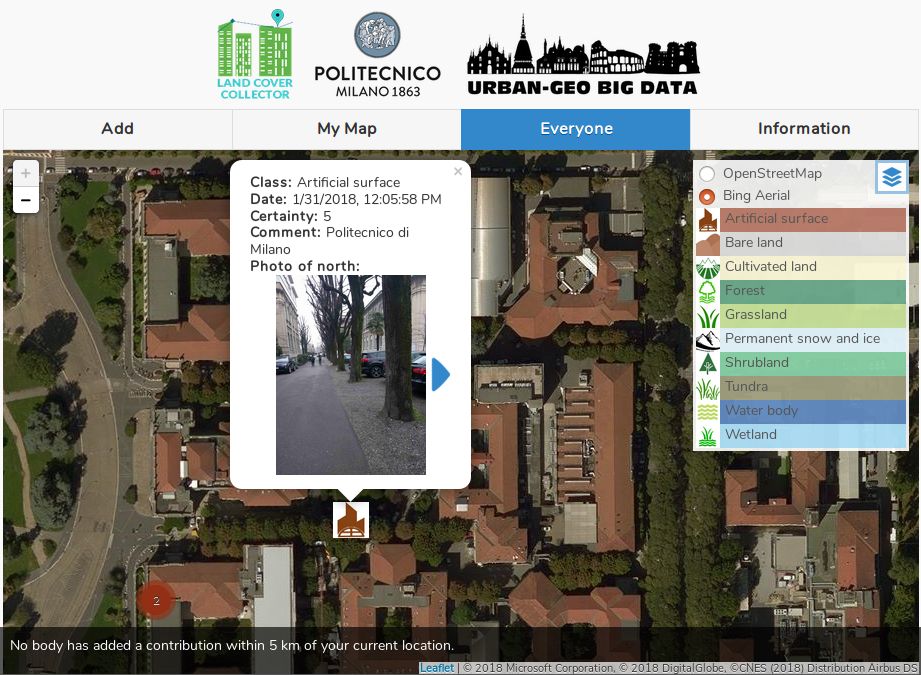 LAND COVER
COLLECTOR
POLITECNICO
MILANO 1863
URBAN-GEO BIG DATA
Add
My Map
Everyone
Information
+
−
×
Class: Artificial surface
Date: 1/31/2018, 12:05:58 PM
Certainty: 5
Comment: Politecnico di
Milano
Photo of north:
OpenStreetMap
Bing Aerial
Artificial surface
Bare land
Cultivated land
Forest
Grassland
Permanent snow and ice
Shrubland
Tundra
Water body
Wetland
2
No body has added a contribution within 5 km of your current location.
Leaflet | © 2018 Microsoft Corporation, © 2018 DigitalGlobe, ©CNES (2018) Distribution Airbus DS